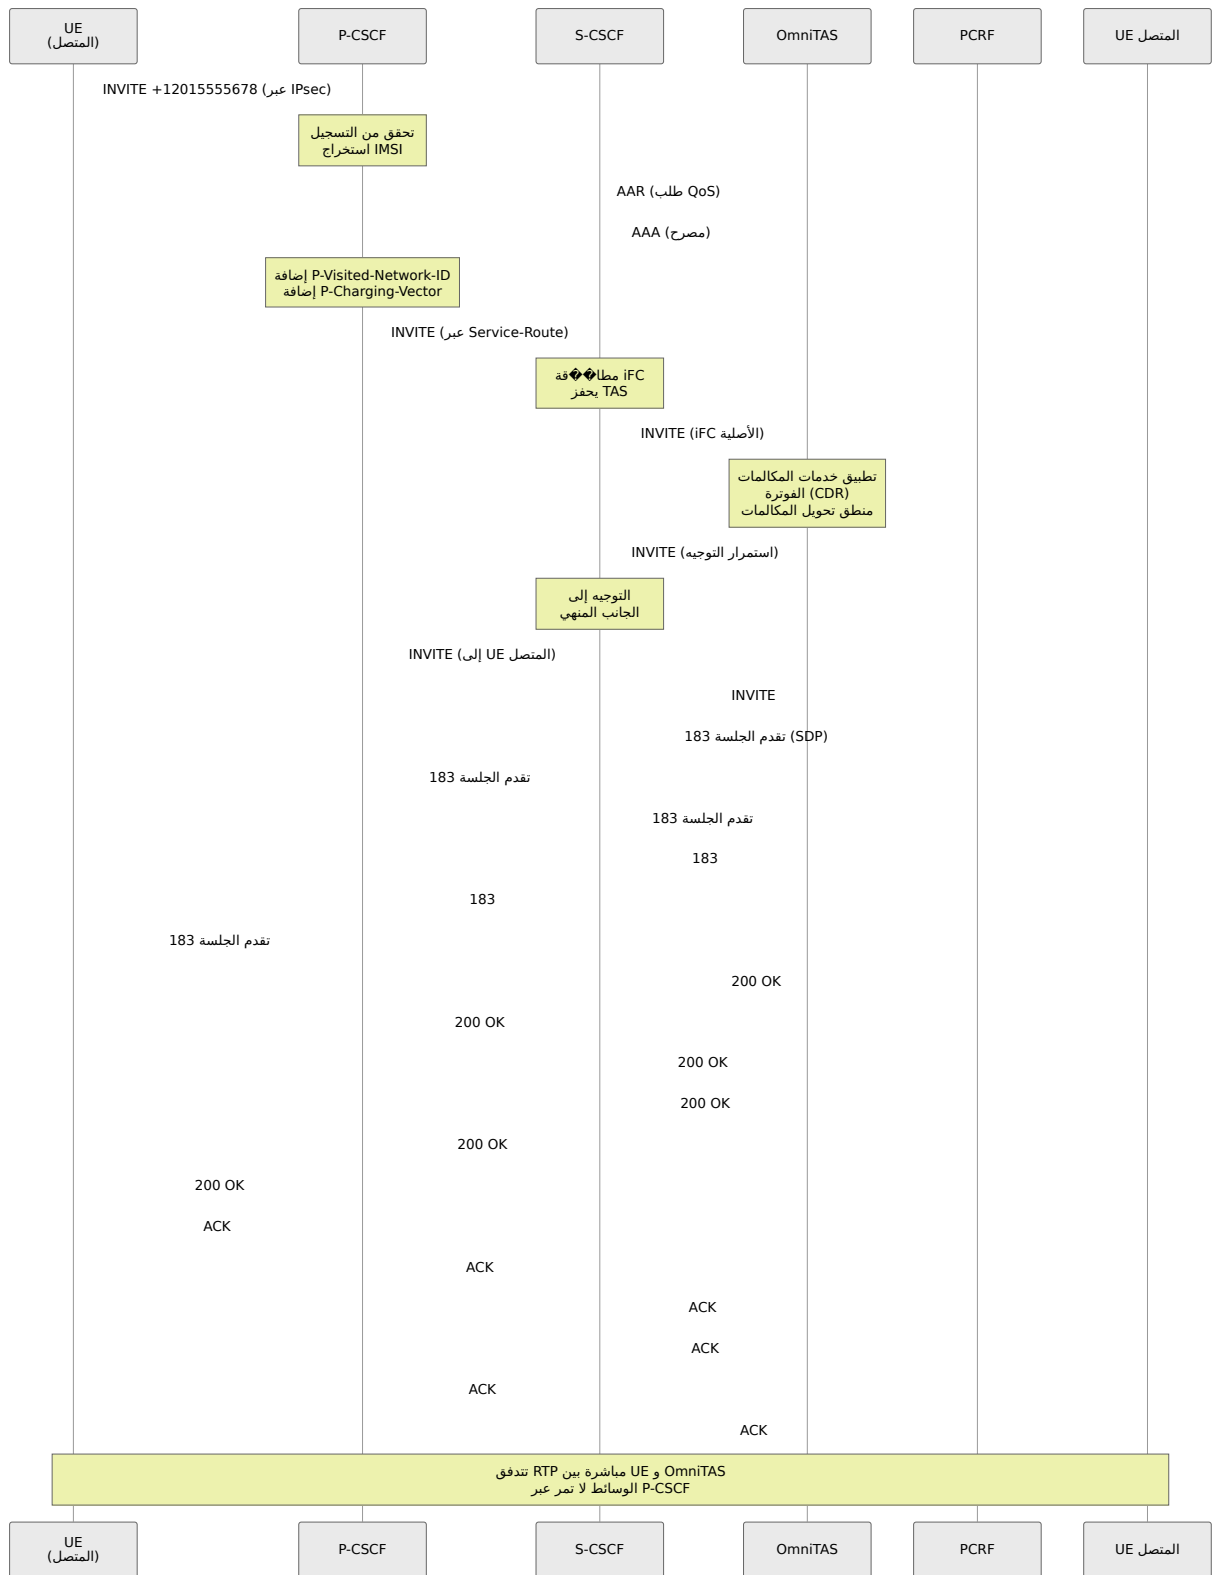 UE
(المتصل)
P-CSCF
S-CSCF
OmniTAS
PCRF
UE المتصل
INVITE +12015555678 (عبر IPsec)
تحقق من التسجيل
استخراج IMSI
AAR (طلب QoS)
AAA (مصرح)
إضافة P-Visited-Network-ID
إضافة P-Charging-Vector
INVITE (عبر Service-Route)
iFC
يحفز TAS
INVITE (الأصلية iFC)
تطبيق خدمات المكالمات
الفوترة (CDR)
منطق تحويل المكالمات
INVITE (استمرار التوجيه)
التوجيه إلى
الجانب المنهي
INVITE (إلى UE المتصل)
INVITE
183 تقدم الجلسة (SDP)
183 تقدم الجلسة
183 تقدم الجلسة
183
183
183 تقدم الجلسة
200 OK
200 OK
200 OK
200 OK
200 OK
200 OK
ACK
ACK
ACK
ACK
ACK
ACK
تتدفق RTP مباشرة بين UE و OmniTAS
الوسائط لا تمر عبر P-CSCF
UE
(المتصل)
P-CSCF
S-CSCF
OmniTAS
PCRF
UE المتصل